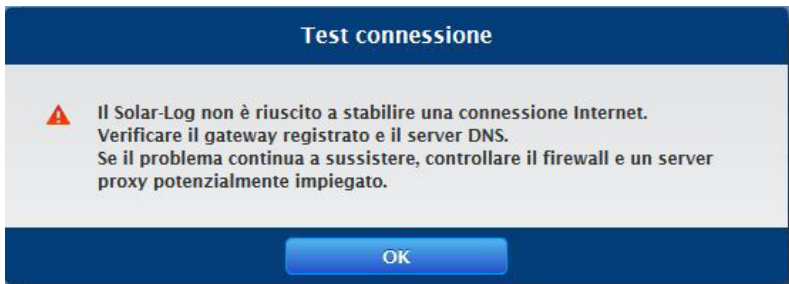 Test connessione
Il Solar-Log non è riuscito a stabilire una connessione Internet.
Verificare il gateway registrato e il server DNS.
Se il problema continua a sussistere, controllare il firewall e un server
proxy potenzialmente impiegato.
OK